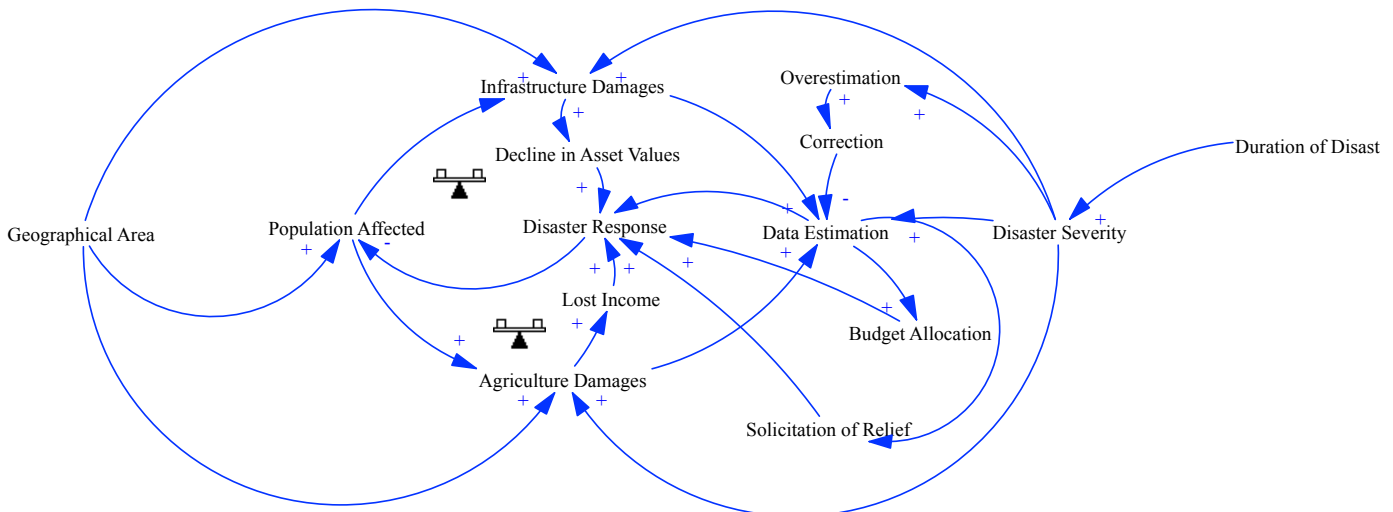 Overestimation
Infrastructure Damages
Correction
Duration of Disast
Decline in Asset Values
Geographical Area
Population Affected
Disaster Response
Data Estimation
Disaster Severity
Lost Income
Budget Allocation
Agriculture Damages
Solicitation of Relief